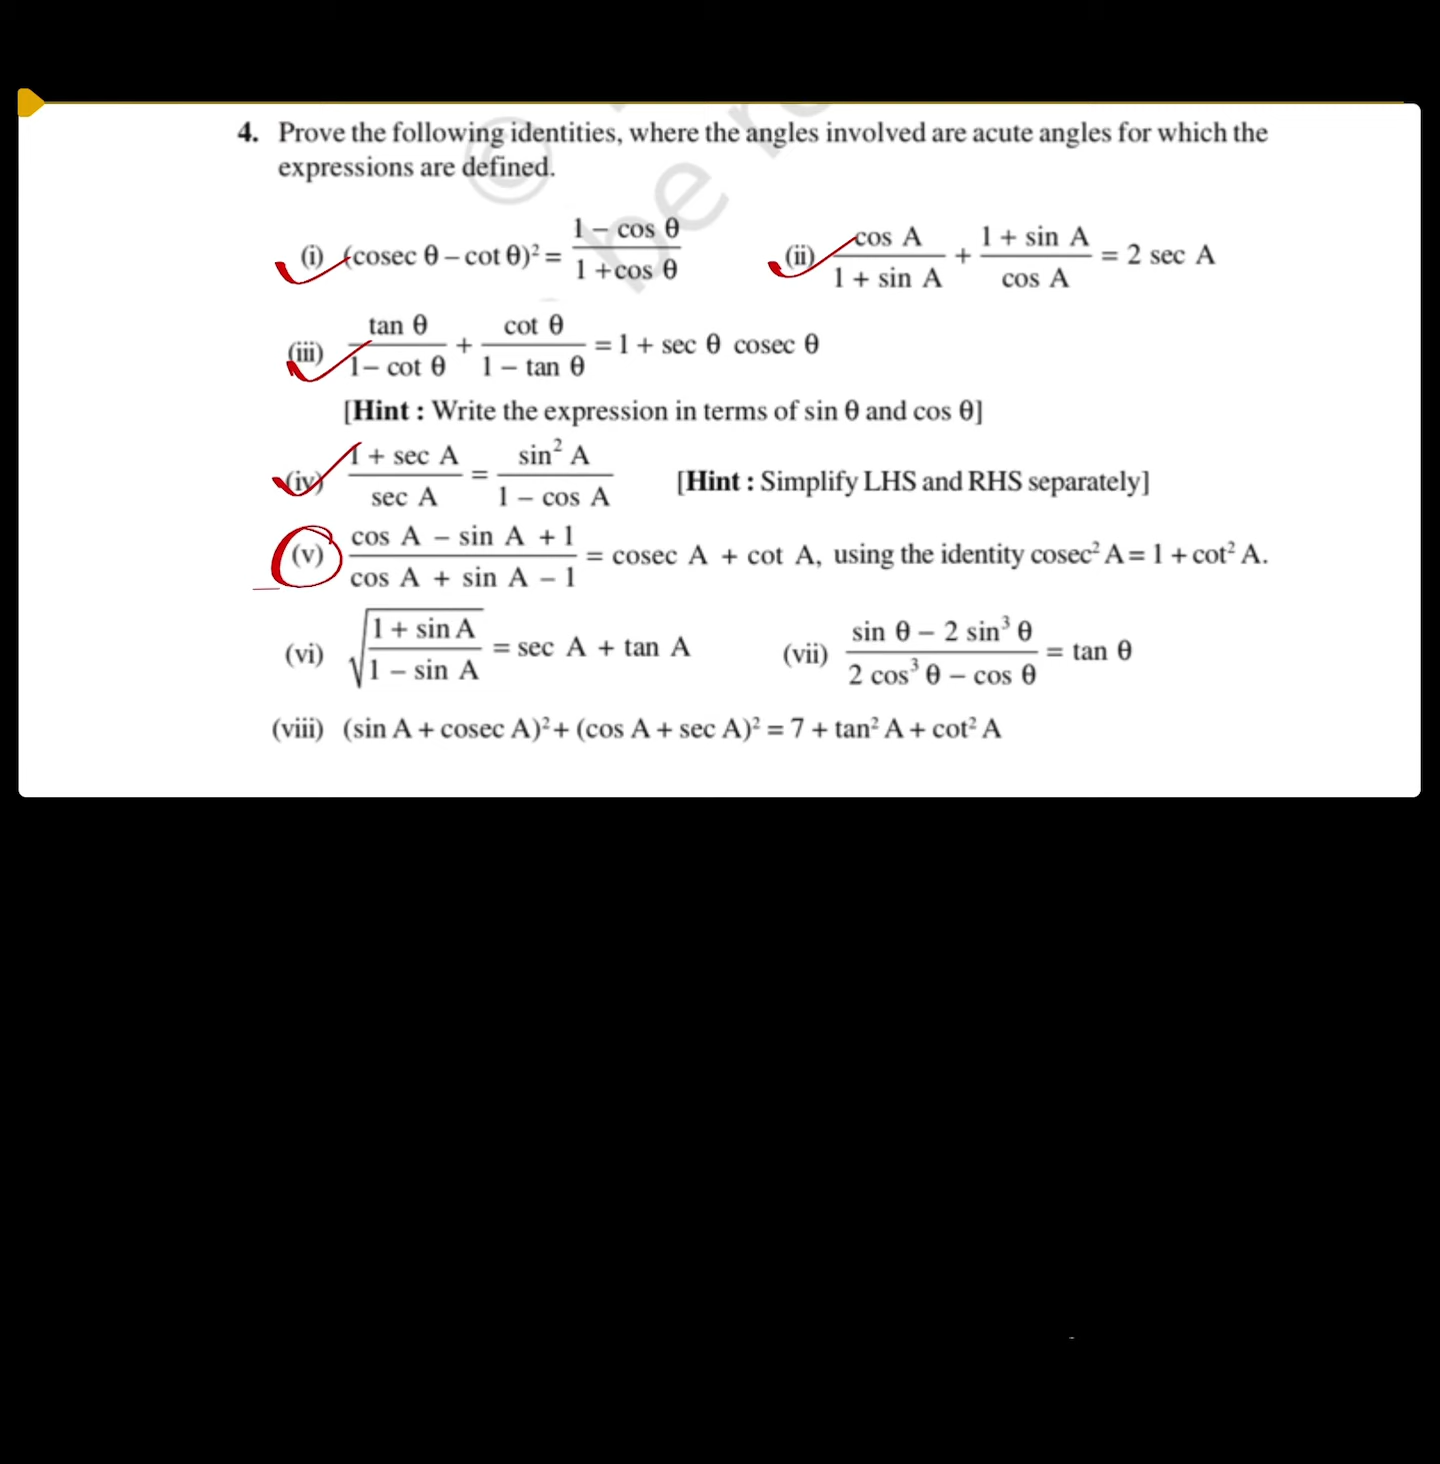 4. Prove the following identities, where the angles involved are acute angles for which the
expressions are defined.
(i) (cosec θ – cot θ)² = (1 – cos θ)/(1 + cos θ) (ii) cos A/(1 + sin A) + (1 + sin A)/cos A = 2 sec A
(iii) tan θ/(1 – cot θ) + cot θ/(1 – tan θ) = 1 + sec θ cosec θ
[Hint : Write the expression in terms of sin θ and cos θ]
(iv) (1 + sec A)/sec A = sin² A/(1 – cos A) [Hint : Simplify LHS and RHS separately]
(v) (cos A – sin A + 1)/(cos A + sin A – 1) = cosec A + cot A, using the identity cosec² A = 1 + cot² A.
(vi) √((1 + sin A)/(1 – sin A)) = sec A + tan A (vii) (sin θ – 2 sin³ θ)/(2 cos³ θ – cos θ) = tan θ
(viii) (sin A + cosec A)² + (cos A + sec A)² = 7 + tan² A + cot² A